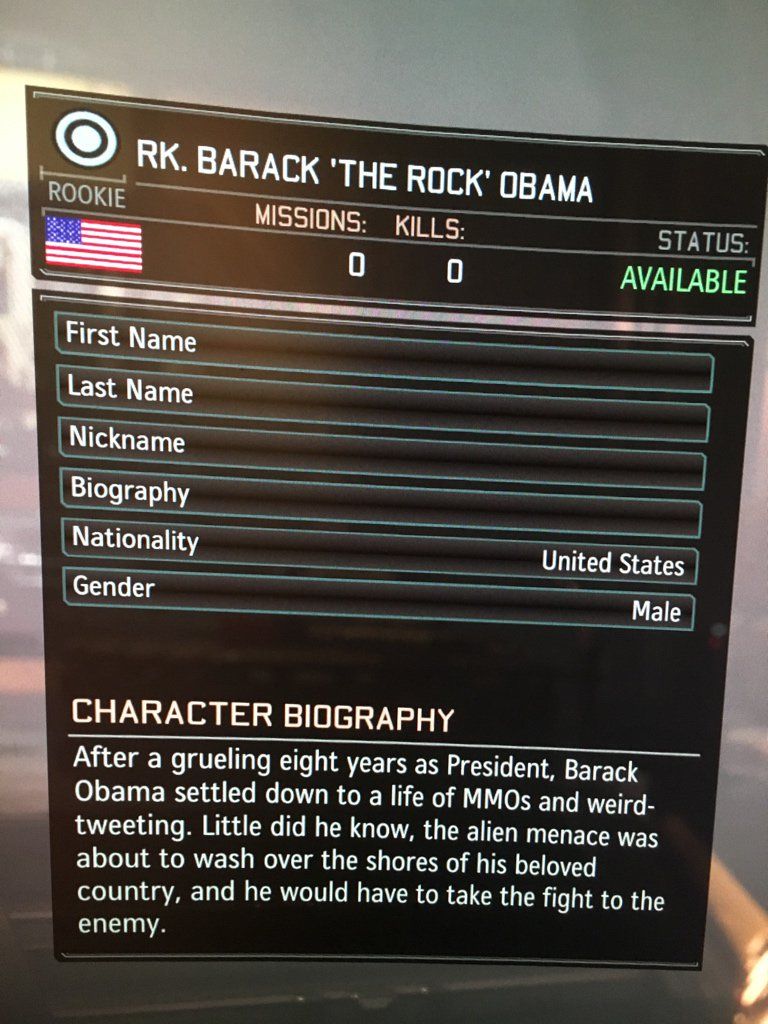 RK. BARACK 'THE ROCK' OBAMA
ROOKIE
MISSIONS: KILLS: STATUS:
0 0 AVAILABLE
First Name
Last Name
Nickname
Biography
Nationality United States
Gender Male
CHARACTER BIOGRAPHY
After a grueling eight years as President, Barack
Obama settled down to a life of MMOs and weird-
tweeting. Little did he know, the alien menace was
about to wash over the shores of his beloved
country, and he would have to take the fight to the
enemy.